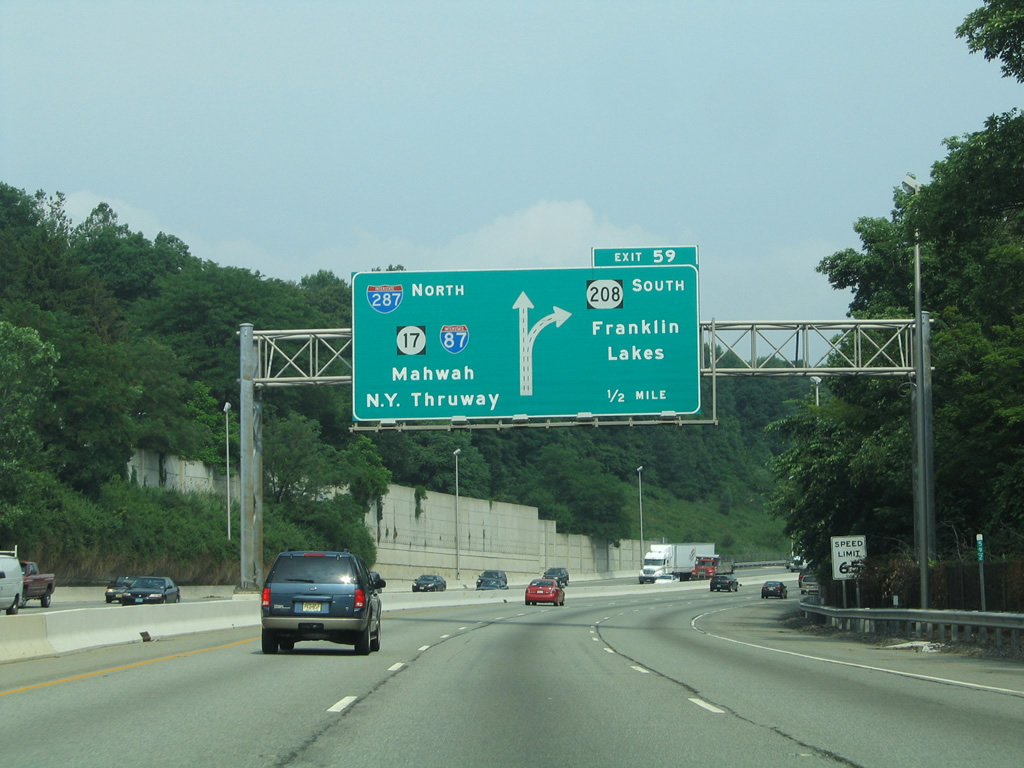 EXIT 59
287 NORTH
17 87
Mahwah
N.Y. Thruway
208 SOUTH
Franklin
Lakes
1/2 MILE
SPEED
LIMIT
65